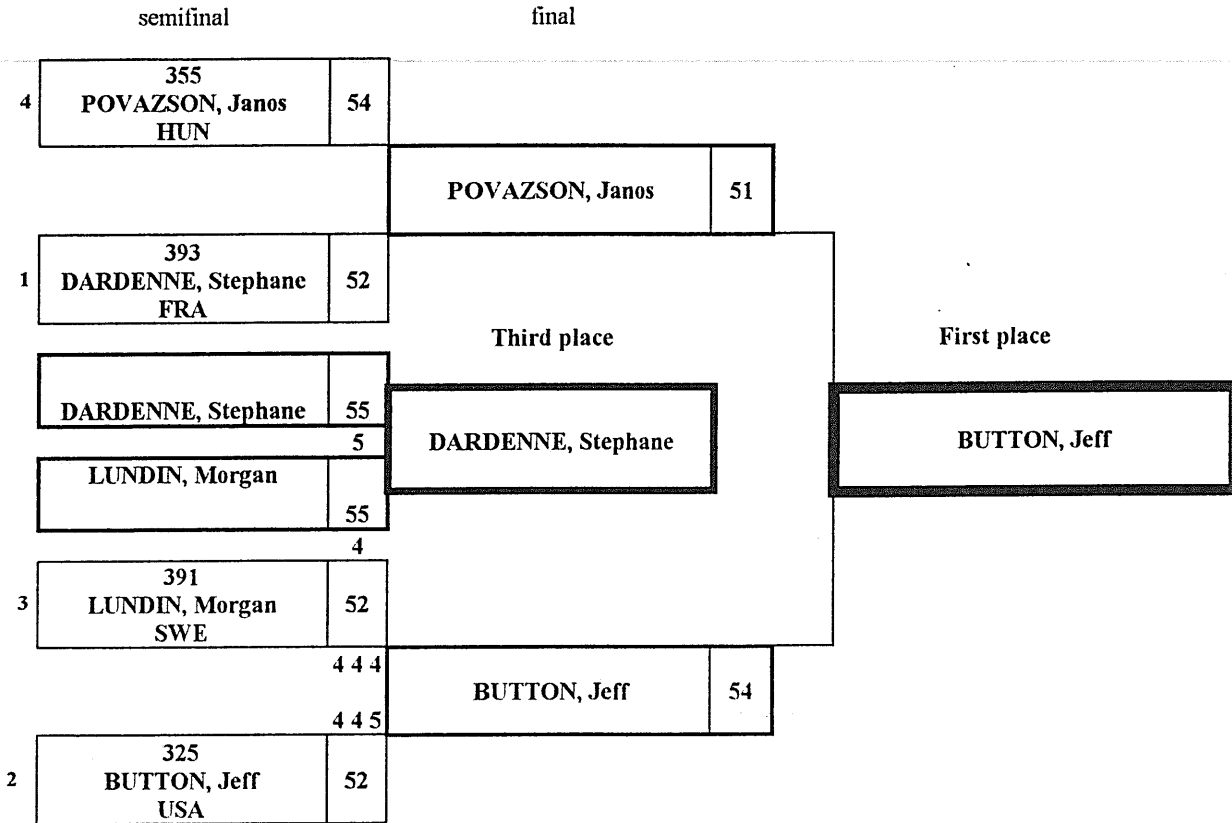 semifinal
final
355
4
POVAZSON, Janos
54
HUN
POVAZSON, Janos
51
393
1
DARDENNE, Stephane
52
FRA
Third place
First place
DARDENNE, Stephane
55
5
DARDENNE, Stephane
BUTTON, Jeff
LUNDIN, Morgan
55
4
391
3
LUNDIN, Morgan
52
SWE
4 4 4
BUTTON, Jeff
54
4 4 5
325
2
BUTTON, Jeff
52
USA